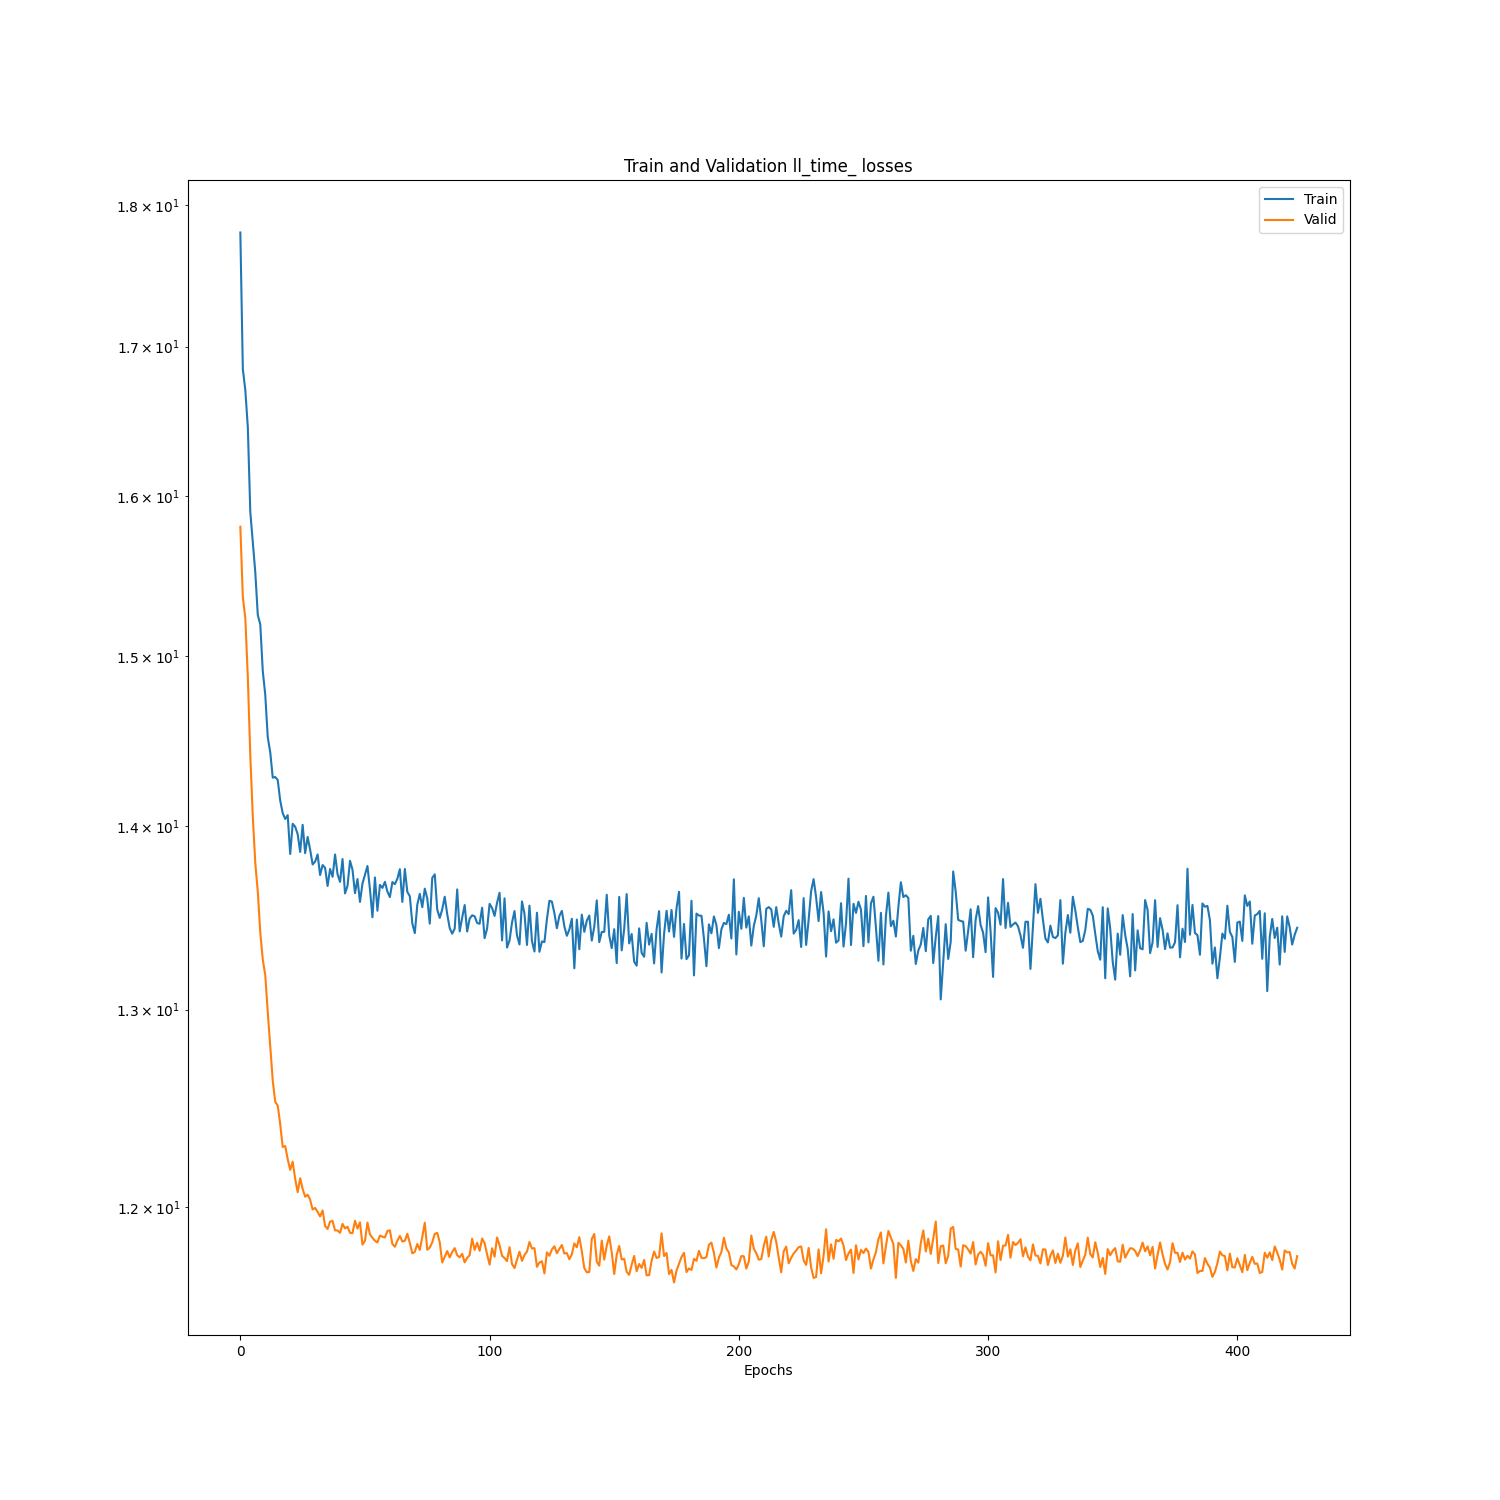 Train and Validation ll_time_ losses
Train
Valid
1.8 × 10¹
1.7 × 10¹
1.6 × 10¹
1.5 × 10¹
1.4 × 10¹
1.3 × 10¹
1.2 × 10¹
0 100 200 300 400
Epochs